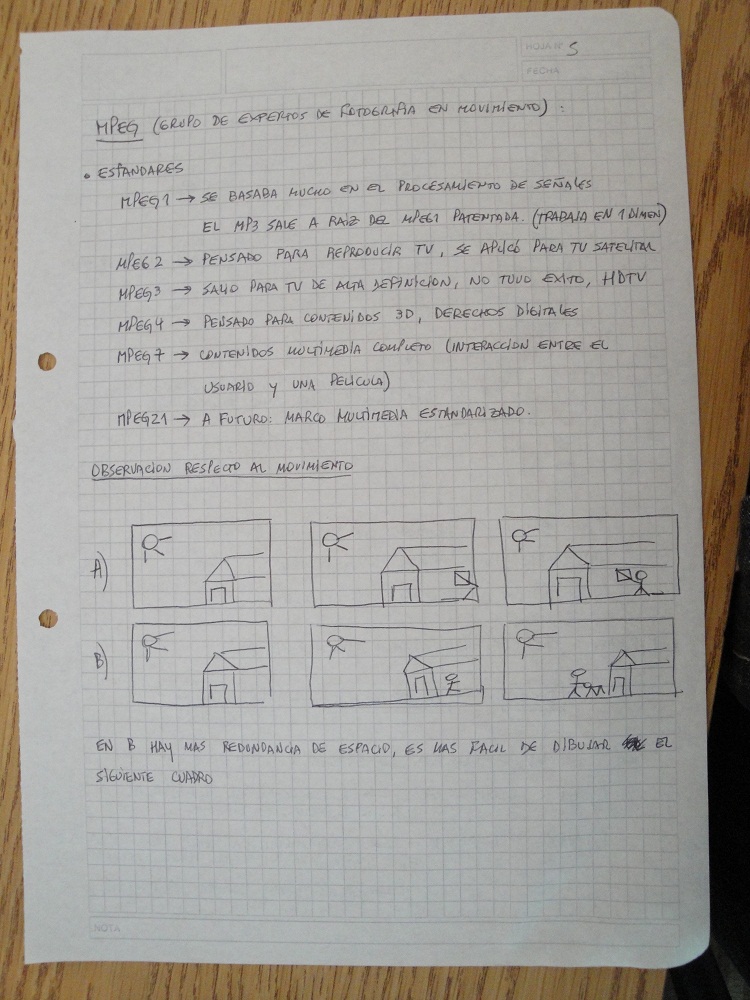 HOJA Nº 5
FECHA
MPEG (GRUPO DE EXPERTOS DE FOTOGRAFIA EN MOVIMIENTO) :
• ESTANDARES
MPEG1 → SE BASABA MUCHO EN EL PROCESAMIENTO DE SEÑALES
EL MP3 SALE A RAIZ DEL MPEG1 PATENTADA. (TRABAJA EN 1 DIMEN)
MPEG2 → PENSADO PARA REPRODUCIR TV, SE APLICÓ PARA TV SATELITAL
MPEG3 → SALIO PARA TV DE ALTA DEFINICION, NO TUVO EXITO, HDTV
MPEG4 → PENSADO PARA CONTENIDOS 3D, DERECHOS DIGITALES
MPEG7 → CONTENIDOS MULTIMEDIA COMPLETO (INTERACCION ENTRE EL
USUARIO Y UNA PELICULA)
MPEG21 → A FUTURO: MARCO MULTIMEDIA ESTANDARIZADO.
OBSERVACION RESPECTO AL MOVIMIENTO
A)
B)
EN B HAY MAS REDONDANCIA DE ESPACIO, ES MAS FACIL DE DIBUJAR EL
SIGUIENTE CUADRO
NOTA